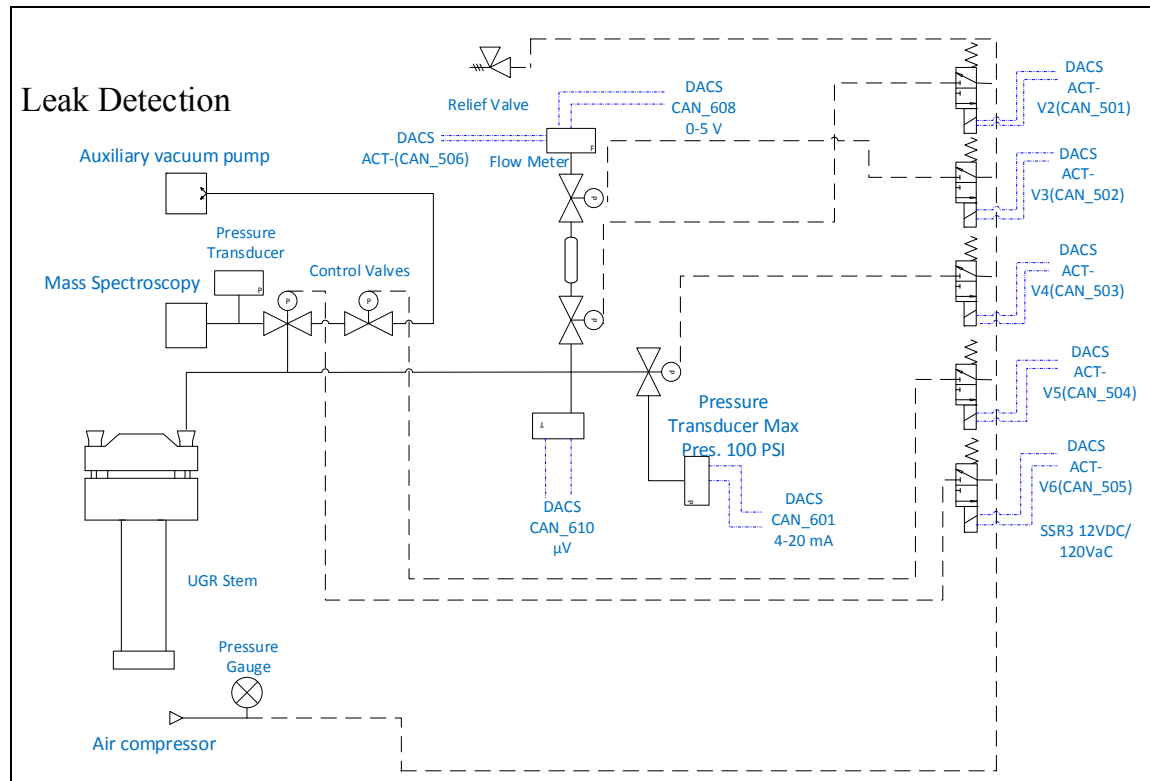 Leak Detection
Relief Valve
DACS
CAN_608
0-5 V
DACS
ACT-(CAN_506)
Flow Meter
F
Auxiliary vacuum pump
Pressure
Transducer
P
Mass Spectroscopy
Control Valves
P
P
P
P
P
T
Pressure
Transducer Max
Pres. 100 PSI
P
DACS
CAN_610
µV
DACS
CAN_601
4-20 mA
UGR Stem
Pressure
Gauge
Air compressor
DACS
ACT-
V2(CAN_501)
DACS
ACT-
V3(CAN_502)
DACS
ACT-
V4(CAN_503)
DACS
ACT-
V5(CAN_504)
DACS
ACT-
V6(CAN_505)
SSR3 12VDC/
120VaC